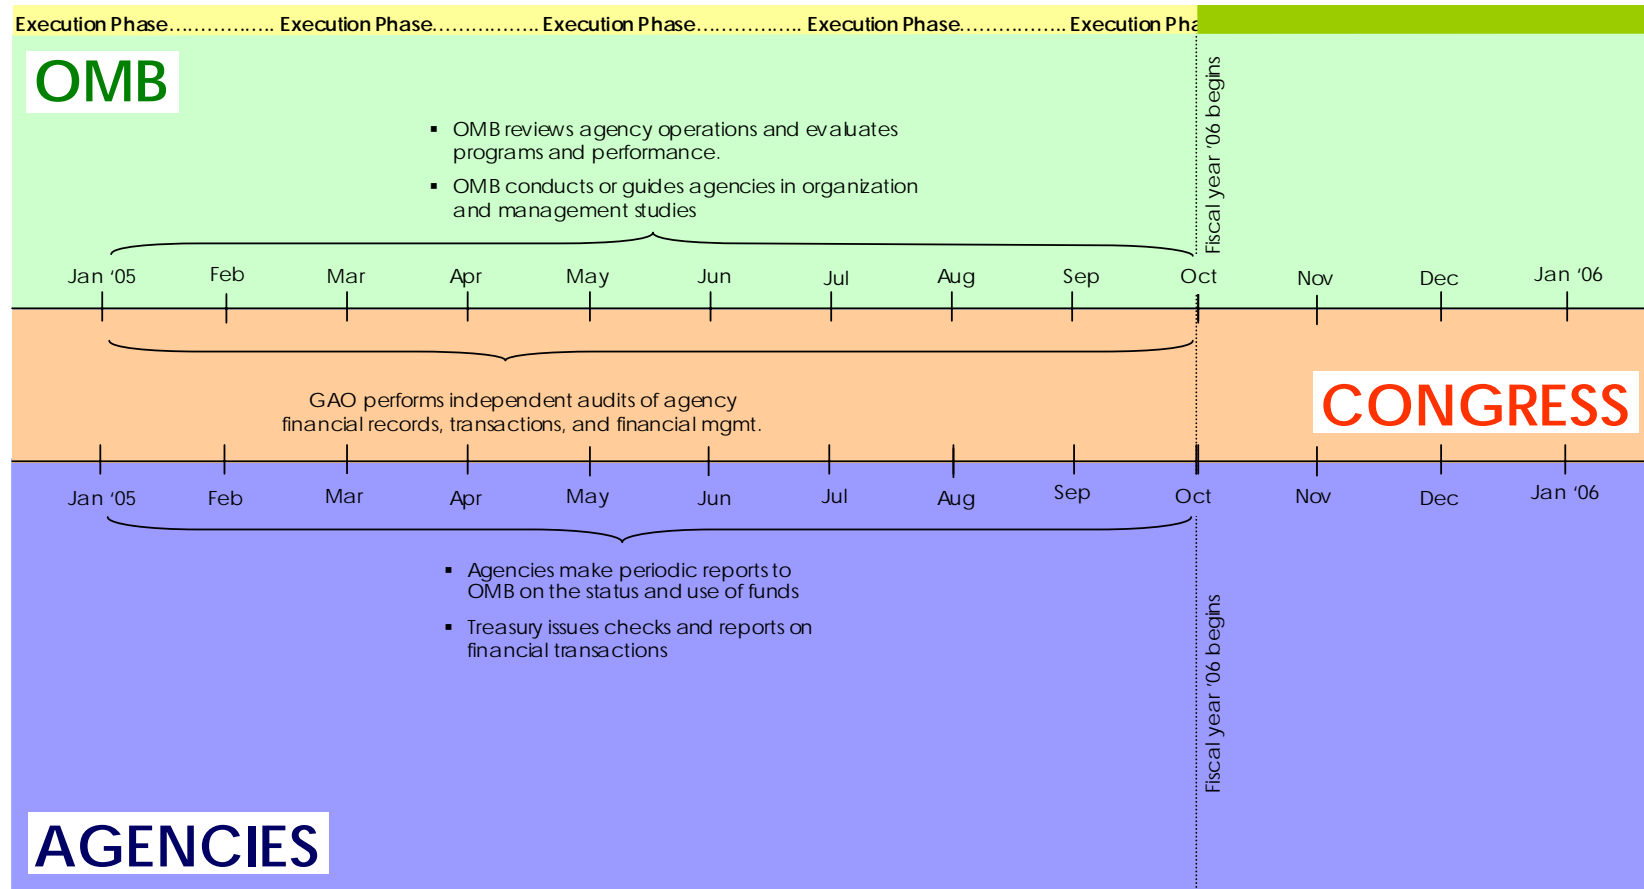 Execution Phase…………….. Execution Phase…………….. Execution Phase…………….. Execution Phase…………….. Execution Pha
OMB
▪ OMB reviews agency operations and evaluates
programs and performance.
▪ OMB conducts or guides agencies in organization
and management studies
Fiscal year '06 begins
Jan '05 Feb Mar Apr May Jun Jul Aug Sep Oct Nov Dec Jan '06
GAO performs independent audits of agency
financial records, transactions, and financial mgmt.
CONGRESS
Jan '05 Feb Mar Apr May Jun Jul Aug Sep Oct Nov Dec Jan '06
▪ Agencies make periodic reports to
OMB on the status and use of funds
▪ Treasury issues checks and reports on
financial transactions
Fiscal year '06 begins
AGENCIES